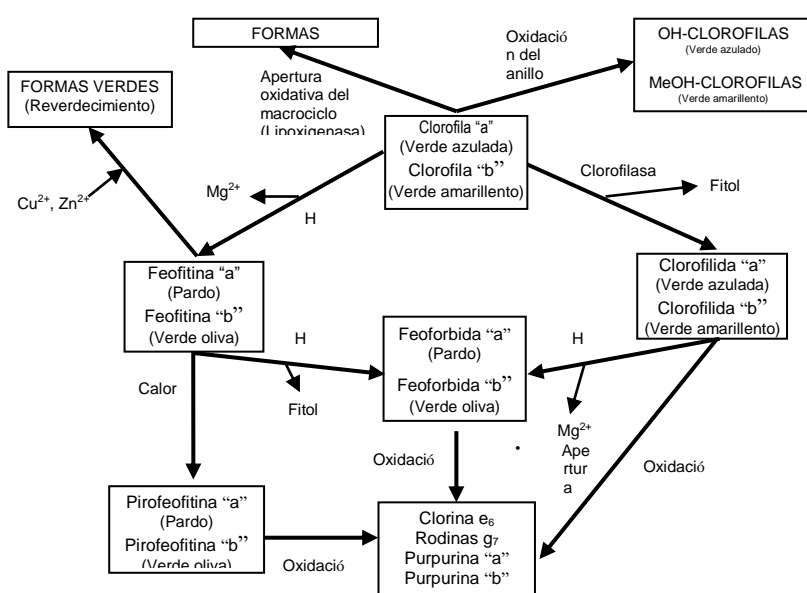 FORMAS
Oxidació
n del
anillo
OH-CLOROFILAS
(Verde azulado)
MeOH-CLOROFILAS
(Verde amarillento)
FORMAS VERDES
(Reverdecimiento)
Apertura
oxidativa del
macrociclo
(Lipoxigenasa)
Clorofila “a”
(Verde azulada)
Clorofila “b”
(Verde amarillento)
Cu2+, Zn2+
Mg2+
H
Clorofilasa
Fitol
Feofitina “a”
(Pardo)
Feofitina “b”
(Verde oliva)
Clorofilida “a”
(Verde azulada)
Clorofilida “b”
(Verde amarillento)
H
Feoforbida “a”
(Pardo)
Feoforbida “b”
(Verde oliva)
H
Calor
Fitol
Mg2+
Ape
rtur
a
Oxidació
Oxidació
Pirofeofitina “a”
(Pardo)
Pirofeofitina “b”
(Verde oliva)
Oxidació
Clorina e6
Rodinas g7
Purpurina “a”
Purpurina “b”